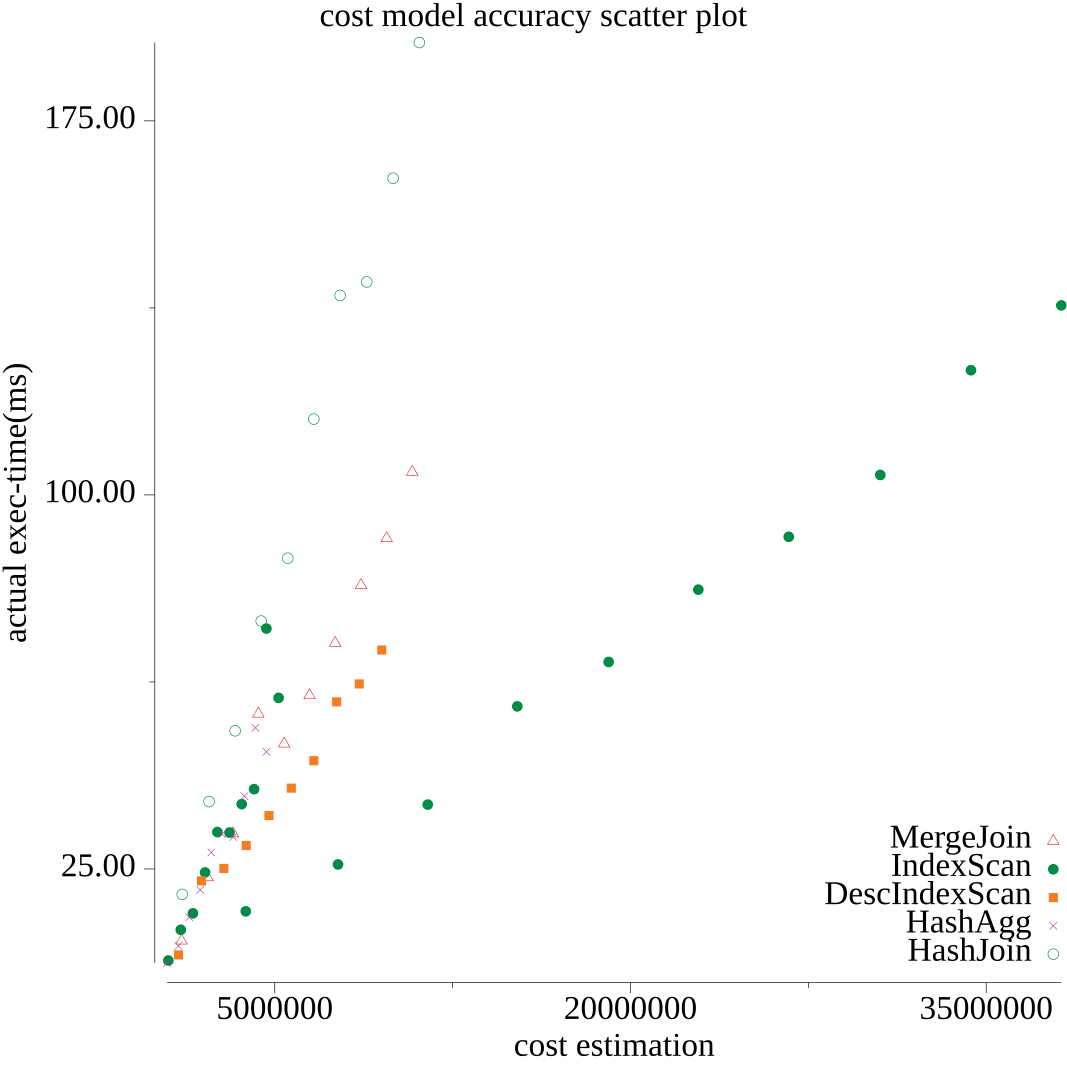 cost model accuracy scatter plot
175.00
100.00
25.00
actual exec-time(ms)
MergeJoin
IndexScan
DescIndexScan
HashAgg
HashJoin
5000000
20000000
35000000
cost estimation